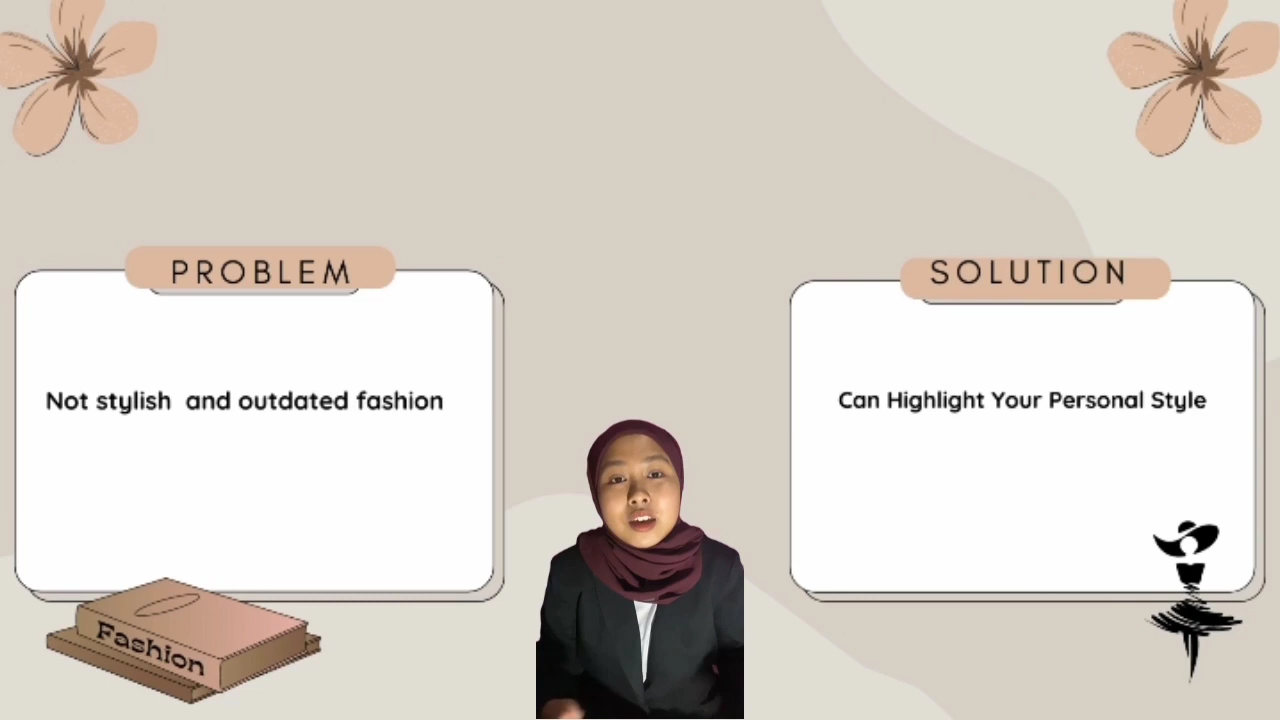 PROBLEM
Not stylish and outdated fashion
Fashion
SOLUTION
Can Highlight Your Personal Style